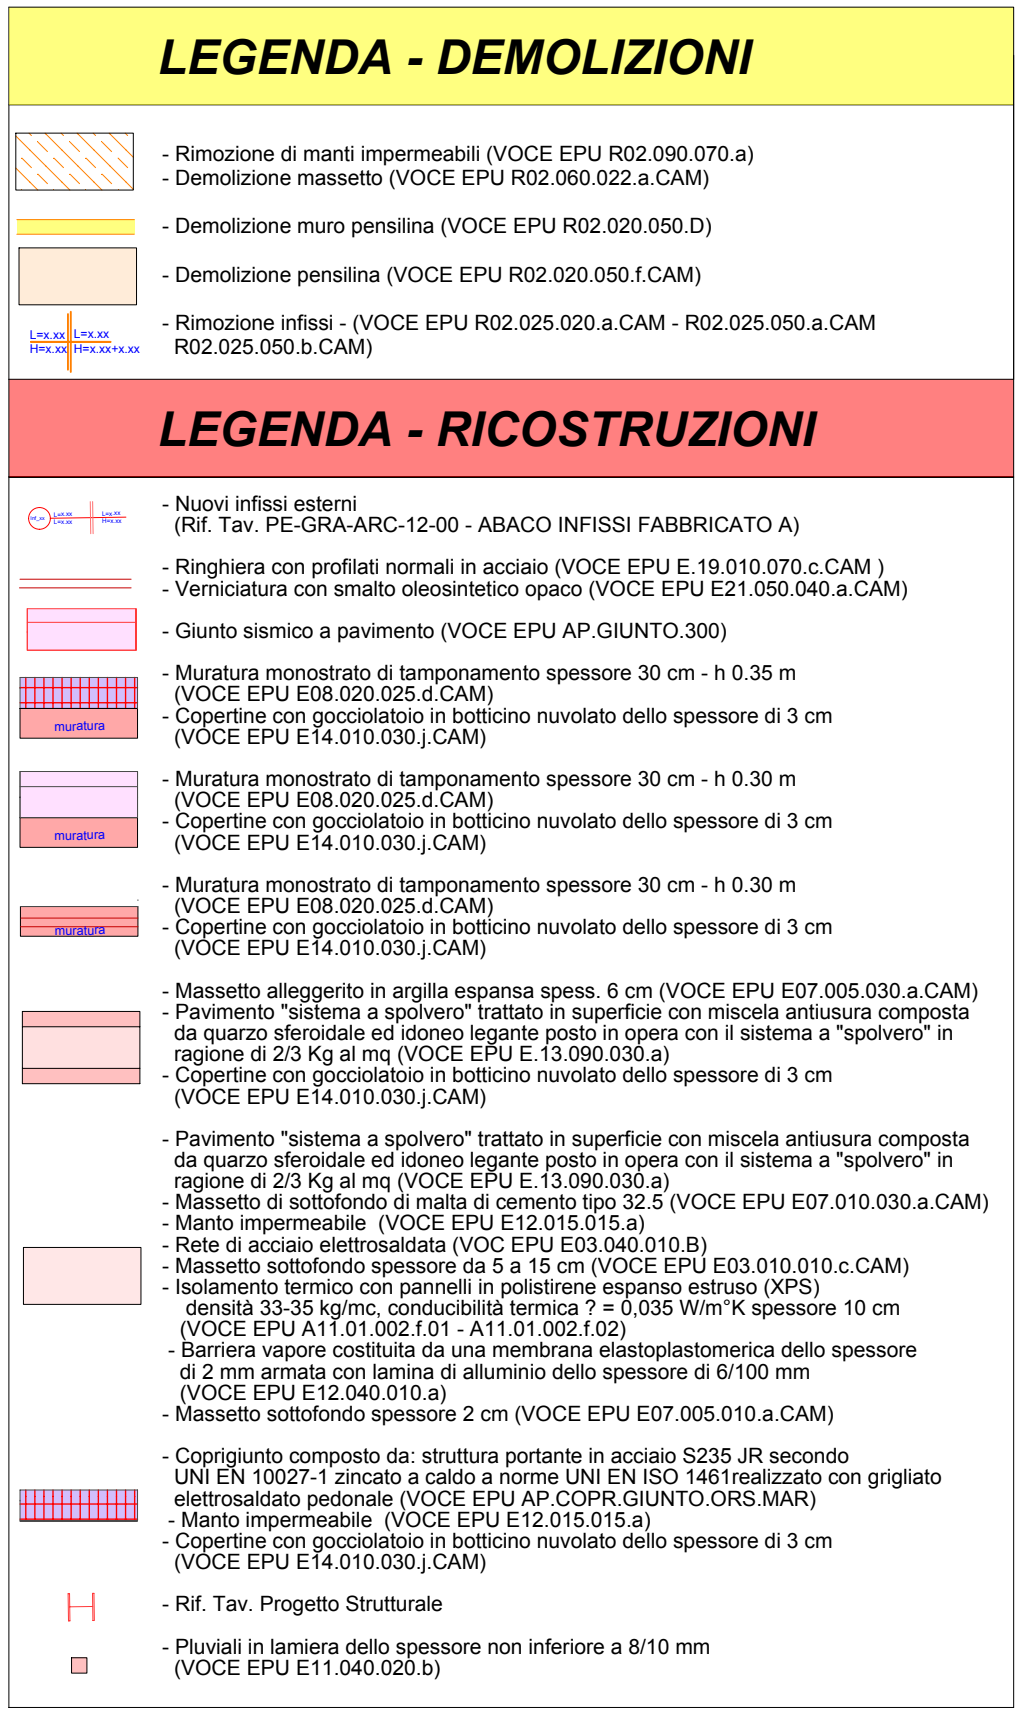 LEGENDA - DEMOLIZIONI
- Rimozione di manti impermeabili (VOCE EPU R02.090.070.a)
- Demolizione massetto (VOCE EPU R02.060.022.a.CAM)
- Demolizione muro pensilina (VOCE EPU R02.020.050.D)
- Demolizione pensilina (VOCE EPU R02.020.050.f.CAM)
L=x.xx L=x.xx
H=x.xx H=x.xx+x.xx
- Rimozione infissi - (VOCE EPU R02.025.020.a.CAM - R02.025.050.a.CAM
R02.025.050.b.CAM)
LEGENDA - RICOSTRUZIONI
Inf_xx L=x.xx L=x.xx
L=x.xx H=x.xx
- Nuovi infissi esterni
(Rif. Tav. PE-GRA-ARC-12-00 - ABACO INFISSI FABBRICATO A)
- Ringhiera con profilati normali in acciaio (VOCE EPU E.19.010.070.c.CAM )
- Verniciatura con smalto oleosintetico opaco (VOCE EPU E21.050.040.a.CAM)
- Giunto sismico a pavimento (VOCE EPU AP.GIUNTO.300)
- Muratura monostrato di tamponamento spessore 30 cm - h 0.35 m
(VOCE EPU E08.020.025.d.CAM)
- Copertine con gocciolatoio in botticino nuvolato dello spessore di 3 cm
(VOCE EPU E14.010.030.j.CAM)
muratura
- Muratura monostrato di tamponamento spessore 30 cm - h 0.30 m
(VOCE EPU E08.020.025.d.CAM)
- Copertine con gocciolatoio in botticino nuvolato dello spessore di 3 cm
(VOCE EPU E14.010.030.j.CAM)
muratura
- Muratura monostrato di tamponamento spessore 30 cm - h 0.30 m
(VOCE EPU E08.020.025.d.CAM)
- Copertine con gocciolatoio in botticino nuvolato dello spessore di 3 cm
(VOCE EPU E14.010.030.j.CAM)
muratura
- Massetto alleggerito in argilla espansa spess. 6 cm (VOCE EPU E07.005.030.a.CAM)
- Pavimento "sistema a spolvero" trattato in superficie con miscela antiusura composta
da quarzo sferoidale ed idoneo legante posto in opera con il sistema a "spolvero" in
ragione di 2/3 Kg al mq (VOCE EPU E.13.090.030.a)
- Copertine con gocciolatoio in botticino nuvolato dello spessore di 3 cm
(VOCE EPU E14.010.030.j.CAM)
- Pavimento "sistema a spolvero" trattato in superficie con miscela antiusura composta
da quarzo sferoidale ed idoneo legante posto in opera con il sistema a "spolvero" in
ragione di 2/3 Kg al mq (VOCE EPU E.13.090.030.a)
- Massetto di sottofondo di malta di cemento tipo 32.5 (VOCE EPU E07.010.030.a.CAM)
- Manto impermeabile (VOCE EPU E12.015.015.a)
- Rete di acciaio elettrosaldata (VOC EPU E03.040.010.B)
- Massetto sottofondo spessore da 5 a 15 cm (VOCE EPU E03.010.010.c.CAM)
- Isolamento termico con pannelli in polistirene espanso estruso (XPS)
densità 33-35 kg/mc, conducibilità termica ? = 0,035 W/m°K spessore 10 cm
(VOCE EPU A11.01.002.f.01 - A11.01.002.f.02)
- Barriera vapore costituita da una membrana elastoplastomerica dello spessore
di 2 mm armata con lamina di alluminio dello spessore di 6/100 mm
(VOCE EPU E12.040.010.a)
- Massetto sottofondo spessore 2 cm (VOCE EPU E07.005.010.a.CAM)
- Coprigiunto composto da: struttura portante in acciaio S235 JR secondo
UNI EN 10027-1 zincato a caldo a norme UNI EN ISO 1461realizzato con grigliato
elettrosaldato pedonale (VOCE EPU AP.COPR.GIUNTO.ORS.MAR)
- Manto impermeabile (VOCE EPU E12.015.015.a)
- Copertine con gocciolatoio in botticino nuvolato dello spessore di 3 cm
(VOCE EPU E14.010.030.j.CAM)
- Rif. Tav. Progetto Strutturale
- Pluviali in lamiera dello spessore non inferiore a 8/10 mm
(VOCE EPU E11.040.020.b)